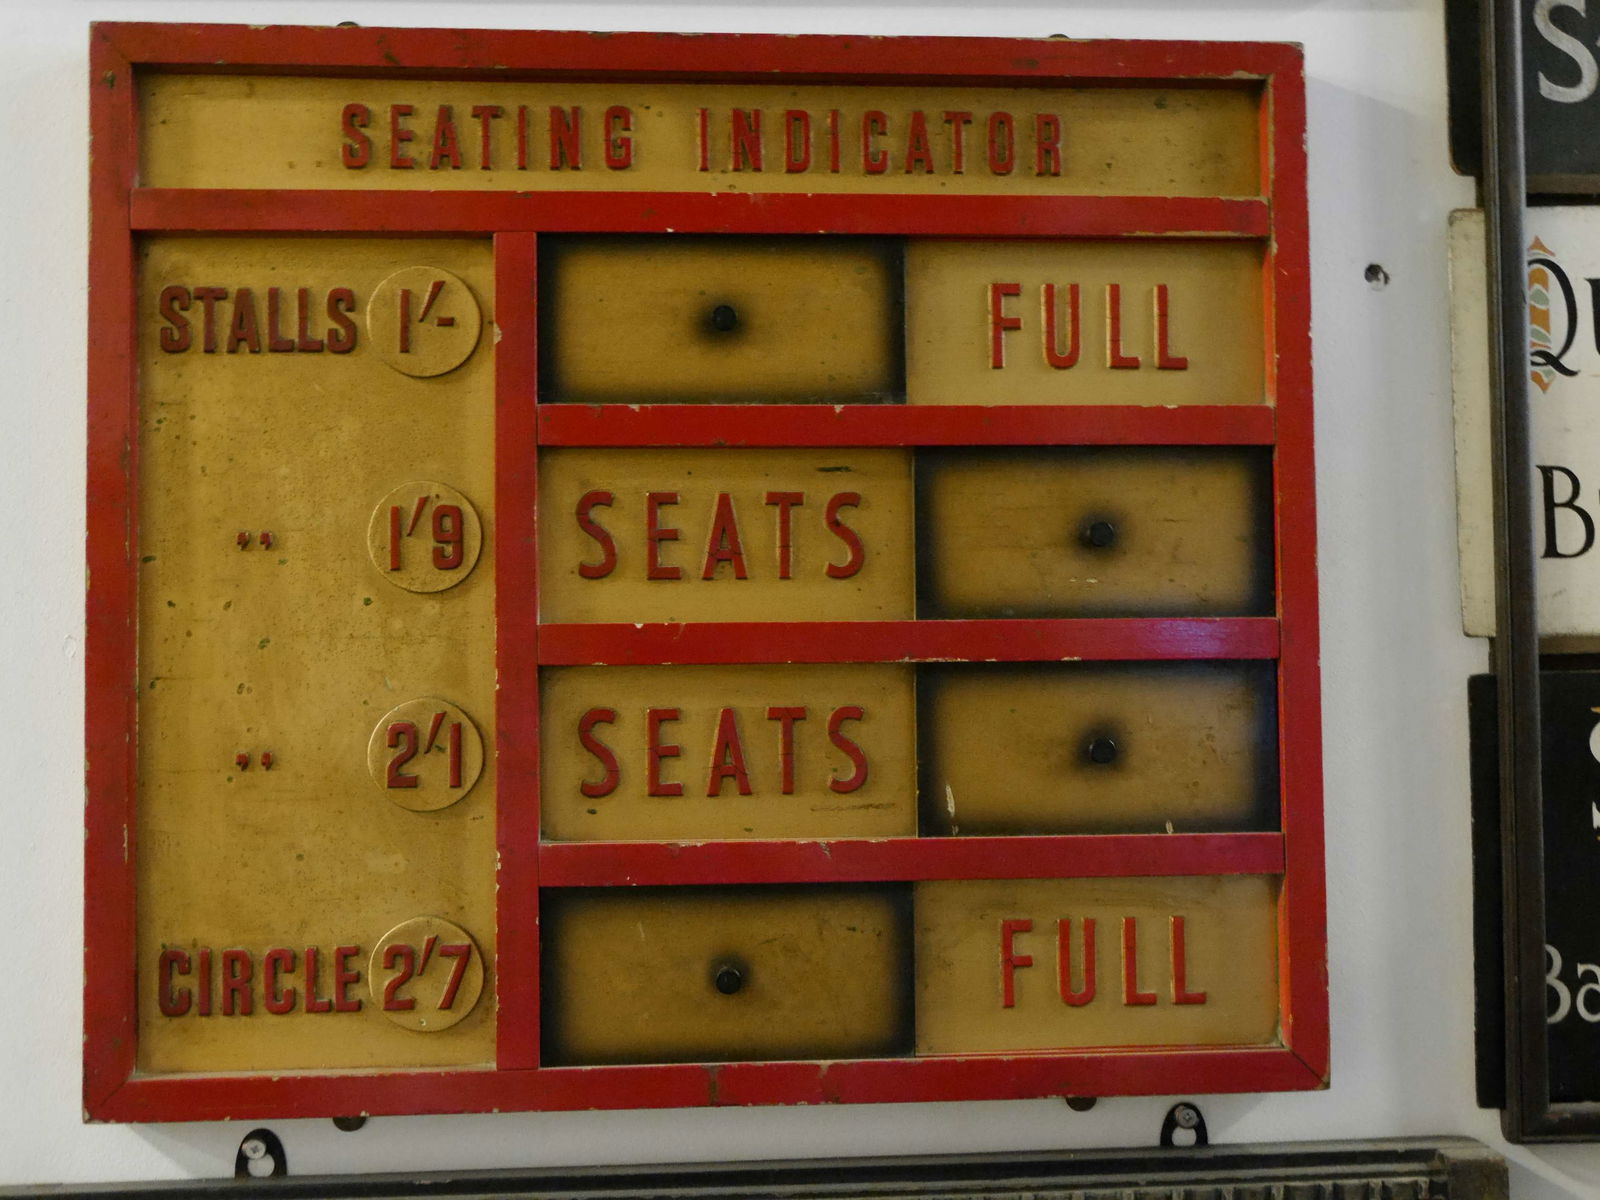 SEATING INDICATOR
STALLS 1/- FULL
" 1/9 SEATS
" 2/1 SEATS
CIRCLE 2/7 FULL